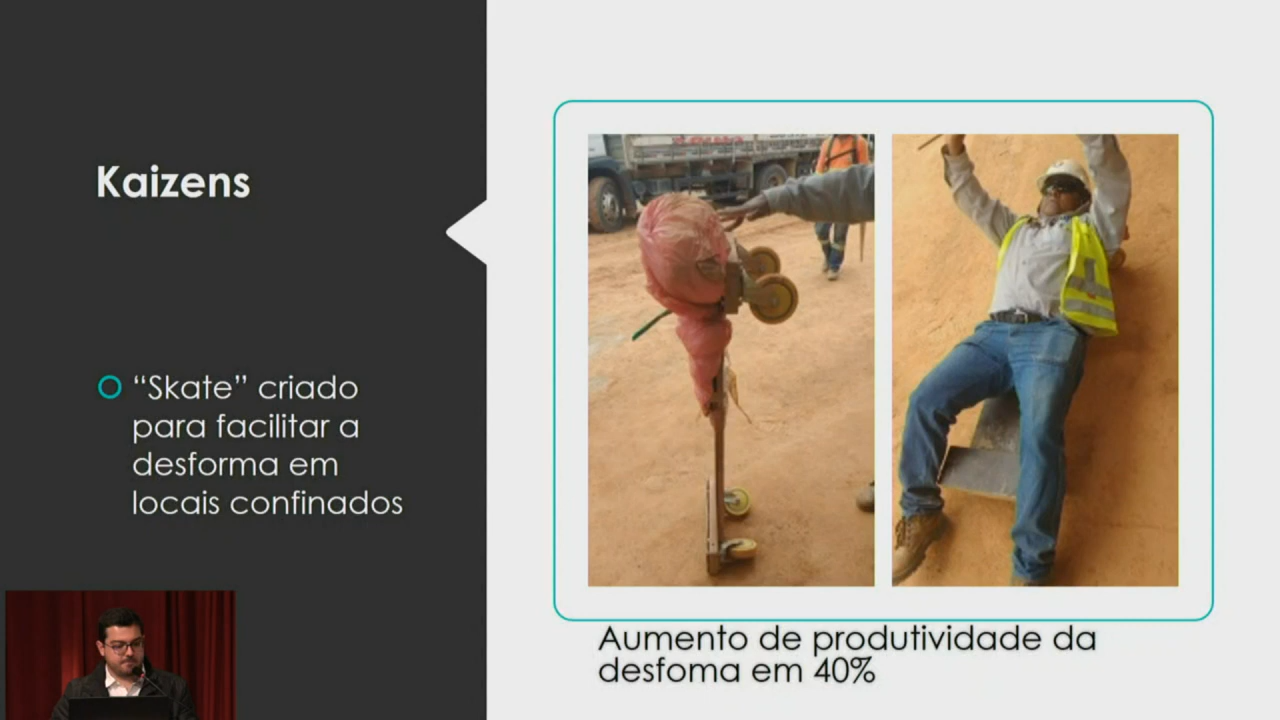 Kaizens
“Skate” criado
para facilitar a
desforma em
locais confinados
Aumento de produtividade da
desfoma em 40%